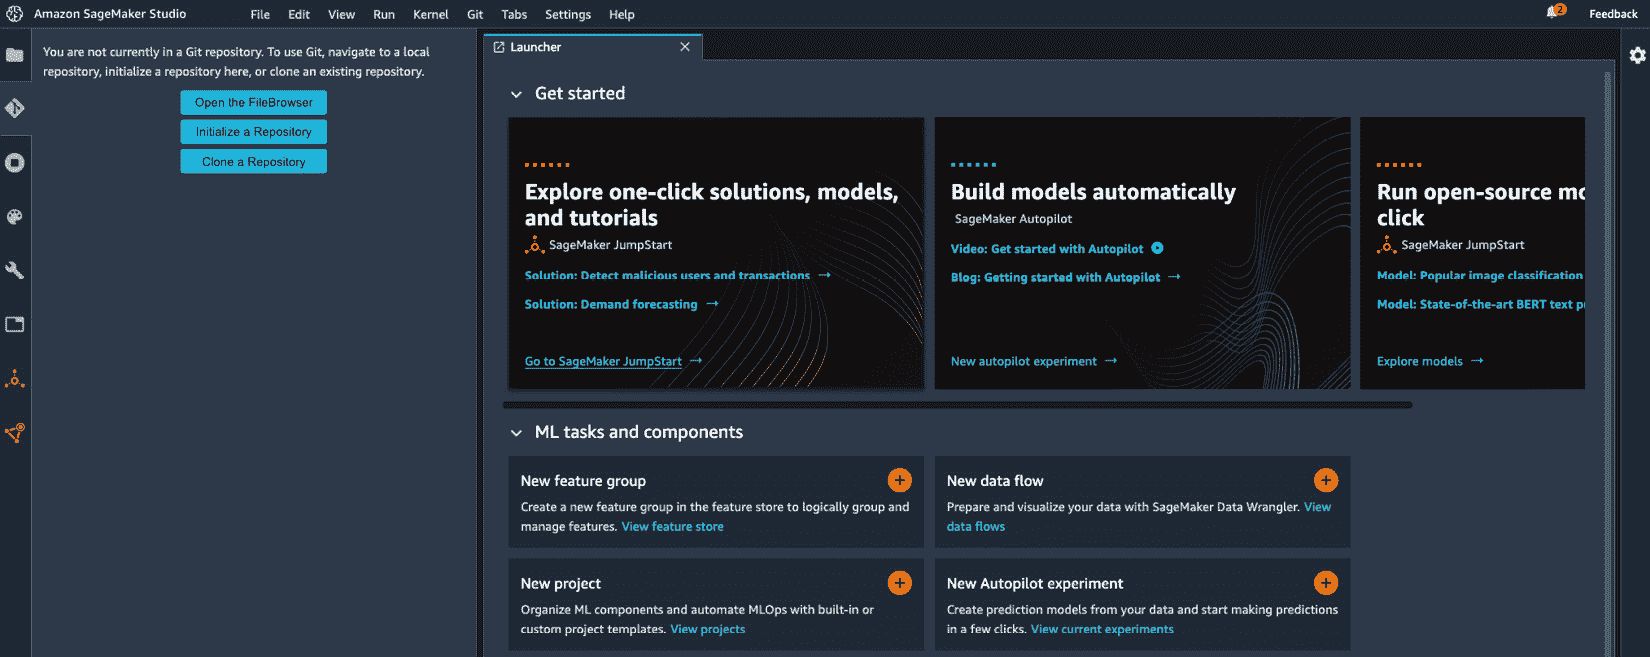 Amazon SageMaker Studio
File Edit View Run Kernel Git Tabs Settings Help
2
Feedback
You are not currently in a Git repository. To use Git, navigate to a local
repository, initialize a repository here, or clone an existing repository.
Open the FileBrowser
Initialize a Repository
Clone a Repository
Launcher
Get started
Explore one-click solutions, models,
and tutorials
SageMaker JumpStart
Solution: Detect malicious users and transactions
Solution: Demand forecasting
Go to SageMaker JumpStart
Build models automatically
SageMaker Autopilot
Video: Get started with Autopilot
Blog: Getting started with Autopilot
New autopilot experiment
Run open-source mo
click
SageMaker JumpStart
Model: Popular image classification
Model: State-of-the-art BERT text p
Explore models
ML tasks and components
New feature group
Create a new feature group in the feature store to logically group and
manage features. View feature store
New data flow
Prepare and visualize your data with SageMaker Data Wrangler. View
data flows
New project
Organize ML components and automate MLOps with built-in or
custom project templates. View projects
New Autopilot experiment
Create prediction models from your data and start making predictions
in a few clicks. View current experiments